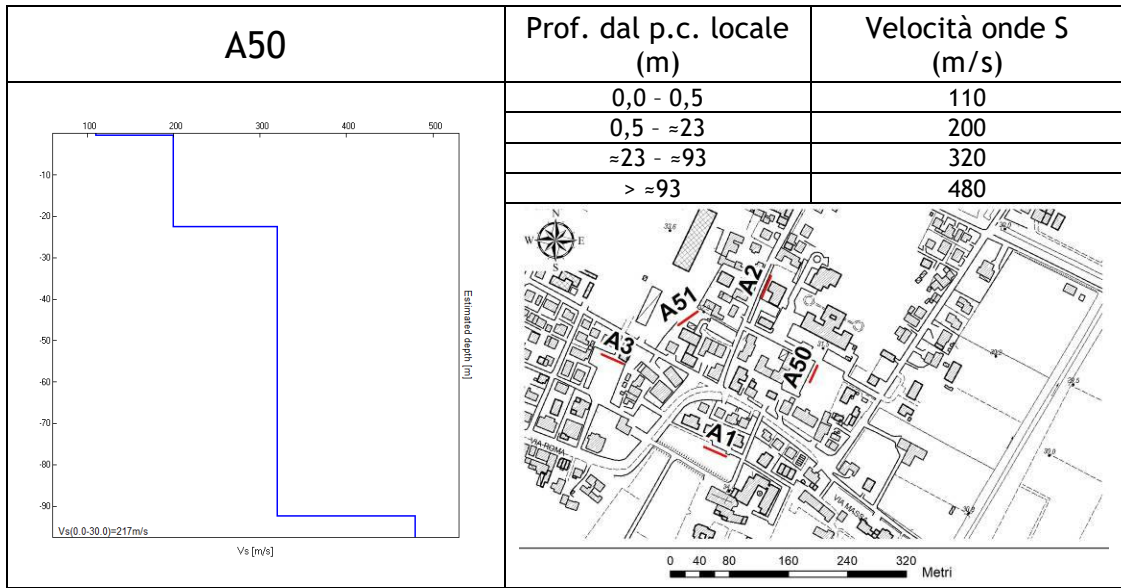 A50
Prof. dal p.c. locale
(m)
Velocità onde S
(m/s)
0,0 – 0,5
110
0,5 – ≈23
200
≈23 – ≈93
320
> ≈93
480
100 200 300 400 500
-10
-20
-30
-40
-50
-60
-70
-80
-90
Estimated depth [m]
Vs(0.0-30.0)=217m/s
Vs [m/s]
N
W E
S
33,6
A2
A51
A3
A50
A1
VIA ROMA
0 40 80 160 240 320
Metri